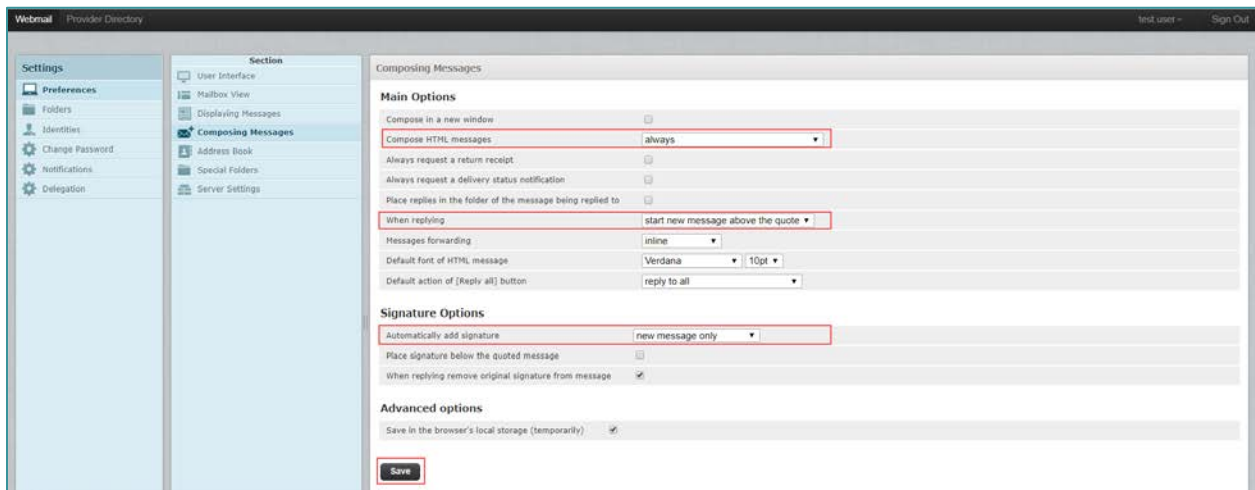 Webmail Provider Directory test user Sign Out
Settings
Preferences
Folders
Identities
Change Password
Notifications
Delegation
Section
User Interface
Mailbox View
Displaying Messages
Composing Messages
Address Book
Special Folders
Server Settings
Composing Messages
Main Options
Compose in a new window
Compose HTML messages always
Always request a return receipt
Always request a delivery status notification
Place replies in the folder of the message being replied to
When replying start new message above the quote
Messages forwarding inline
Default font of HTML message Verdana 10pt
Default action of [Reply all] button reply to all
Signature Options
Automatically add signature new message only
Place signature below the quoted message
When replying remove original signature from message
Advanced options
Save in the browser's local storage (temporarily)
Save